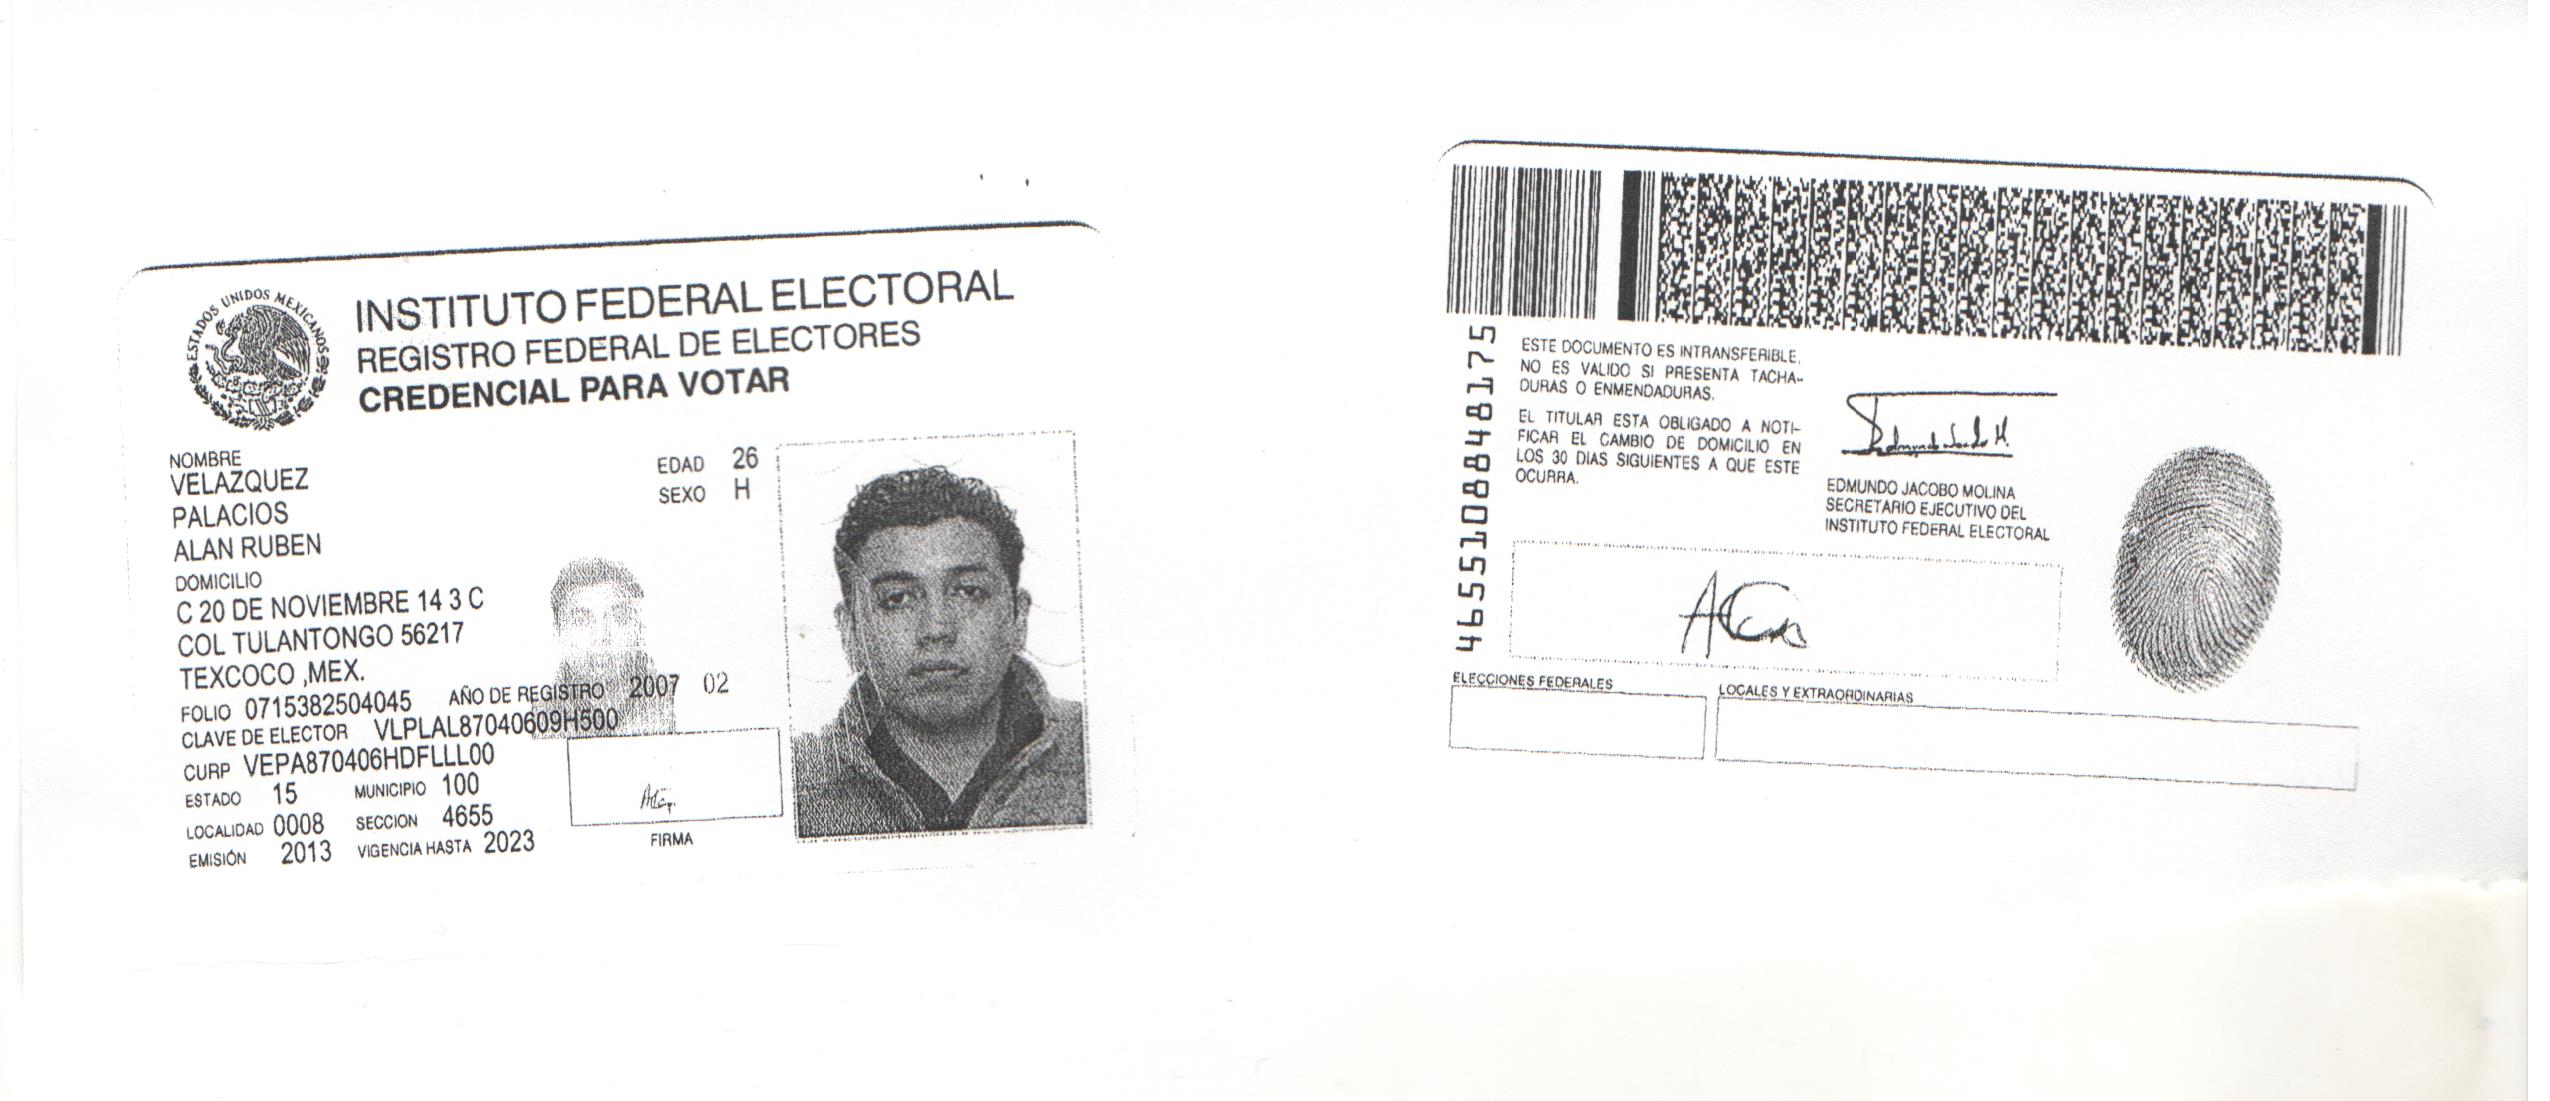 ESTADOS UNIDOS MEXICANOS
INSTITUTO FEDERAL ELECTORAL
REGISTRO FEDERAL DE ELECTORES
CREDENCIAL PARA VOTAR
NOMBRE
VELAZQUEZ
PALACIOS
ALAN RUBEN
EDAD 26
SEXO H
DOMICILIO
C 20 DE NOVIEMBRE 14 3 C
COL TULANTONGO 56217
TEXCOCO ,MEX.
FOLIO 0715382504045 AÑO DE REGISTRO 2007 02
CLAVE DE ELECTOR VLPLAL87040609H500
CURP VEPA870406HDFLLL00
ESTADO 15 MUNICIPIO 100
LOCALIDAD 0008 SECCION 4655
EMISIÓN 2013 VIGENCIA HASTA 2023
FIRMA
4655108848175
ESTE DOCUMENTO ES INTRANSFERIBLE,
NO ES VALIDO SI PRESENTA TACHA-
DURAS O ENMENDADURAS.
EL TITULAR ESTA OBLIGADO A NOTI-
FICAR EL CAMBIO DE DOMICILIO EN
LOS 30 DIAS SIGUIENTES A QUE ESTE
OCURRA.
EDMUNDO JACOBO MOLINA
SECRETARIO EJECUTIVO DEL
INSTITUTO FEDERAL ELECTORAL
ELECCIONES FEDERALES
LOCALES Y EXTRAORDINARIAS